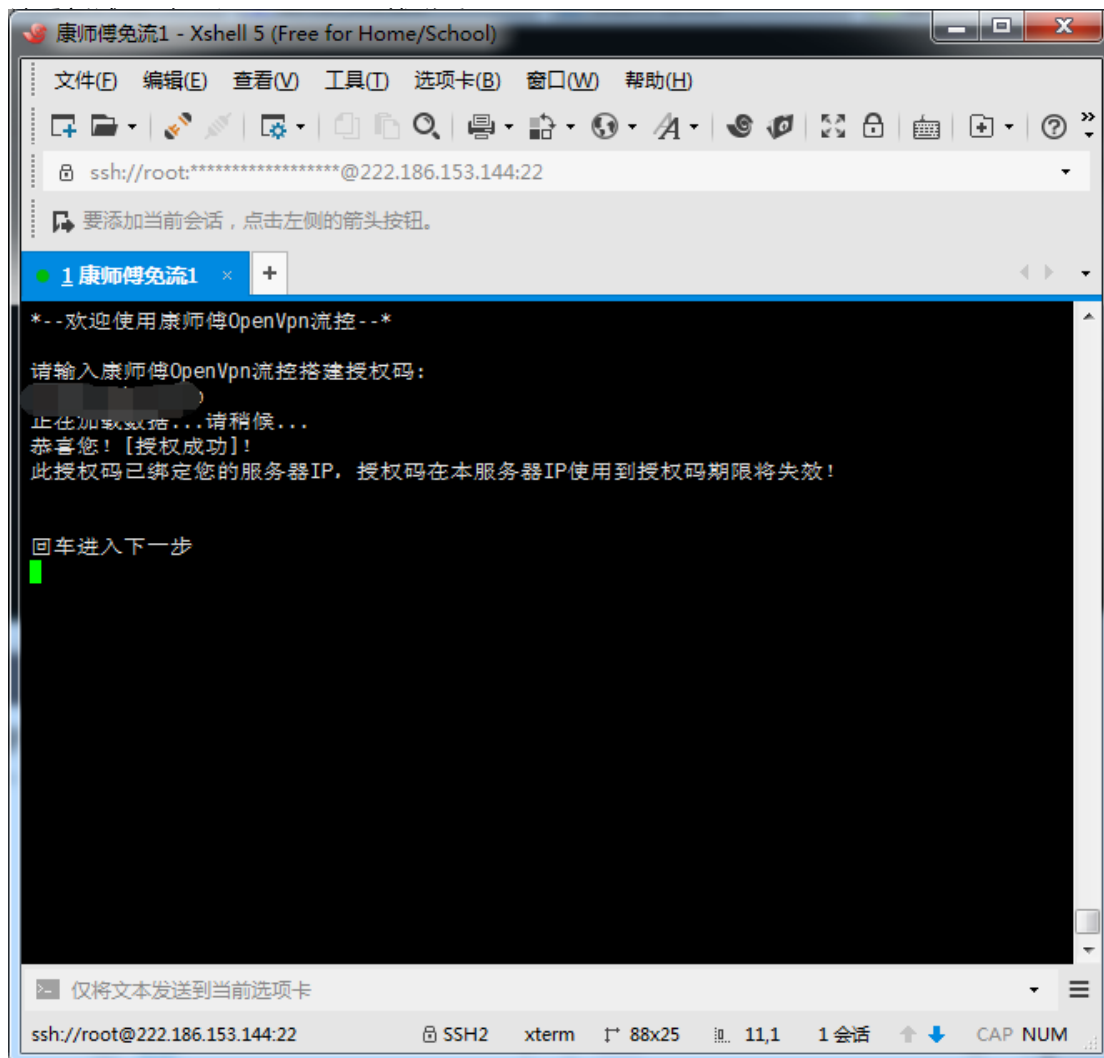 康师傅免流1 - Xshell 5 (Free for Home/School)
文件(F) 编辑(E) 查看(V) 工具(T) 选项卡(B) 窗口(W) 帮助(H)
ssh://root:******************@222.186.153.144:22
要添加当前会话，点击左侧的箭头按钮。
1 康师傅免流1
*--欢迎使用康师傅OpenVpn流控--*
请输入康师傅OpenVpn流控搭建授权码:
正在加载数据...请稍候...
恭喜您! [授权成功]!
此授权码已绑定您的服务器IP, 授权码在本服务器IP使用到授权码期限将失效!
回车进入下一步
仅将文本发送到当前选项卡
ssh://root@222.186.153.144:22 SSH2 xterm 88x25 11,1 1 会话 CAP NUM